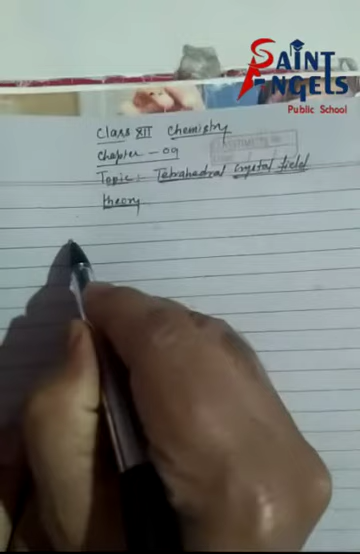 SAINT
ANGELS
Public School
Class XII Chemistry
Chapter - 09
Topic: Tetrahedral Crystal field
theory